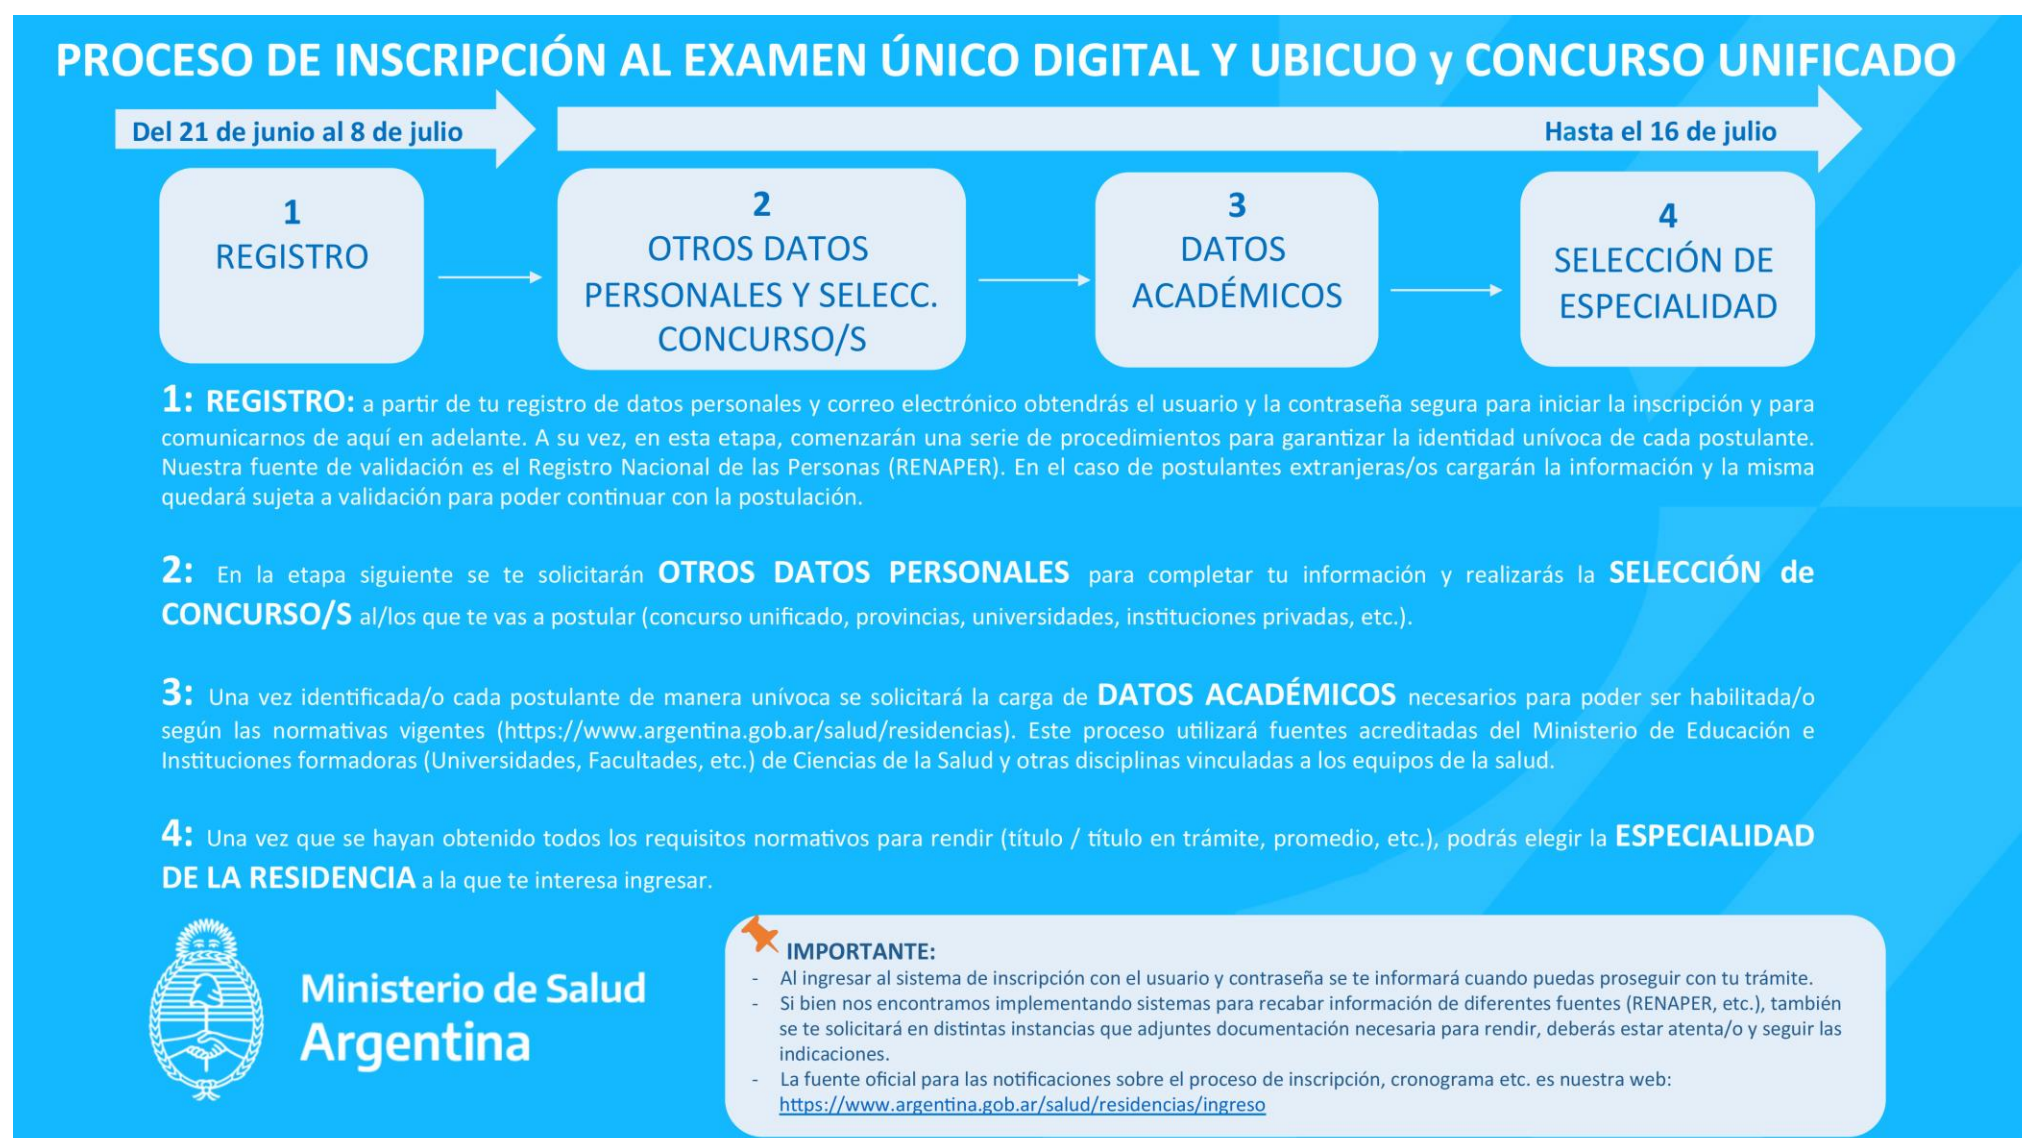 PROCESO DE INSCRIPCIÓN AL EXAMEN ÚNICO DIGITAL Y UBICUO y CONCURSO UNIFICADO
Del 21 de junio al 8 de julio
Hasta el 16 de julio
1
REGISTRO
2
OTROS DATOS
PERSONALES Y SELECC.
CONCURSO/S
3
DATOS
ACADÉMICOS
4
SELECCIÓN DE
ESPECIALIDAD
1: REGISTRO: a partir de tu registro de datos personales y correo electrónico obtendrás el usuario y la contraseña segura para iniciar la inscripción y para
comunicarnos de aquí en adelante. A su vez, en esta etapa, comenzarán una serie de procedimientos para garantizar la identidad unívoca de cada postulante.
Nuestra fuente de validación es el Registro Nacional de las Personas (RENAPER). En el caso de postulantes extranjeras/os cargarán la información y la misma
quedará sujeta a validación para poder continuar con la postulación.
2: En la etapa siguiente se te solicitarán OTROS DATOS PERSONALES para completar tu información y realizarás la SELECCIÓN de
CONCURSO/S al/los que te vas a postular (concurso unificado, provincias, universidades, instituciones privadas, etc.).
3: Una vez identificada/o cada postulante de manera unívoca se solicitará la carga de DATOS ACADÉMICOS necesarios para poder ser habilitada/o
según las normativas vigentes (https://www.argentina.gob.ar/salud/residencias). Este proceso utilizará fuentes acreditadas del Ministerio de Educación e
Instituciones formadoras (Universidades, Facultades, etc.) de Ciencias de la Salud y otras disciplinas vinculadas a los equipos de la salud.
4: Una vez que se hayan obtenido todos los requisitos normativos para rendir (título / título en trámite, promedio, etc.), podrás elegir la ESPECIALIDAD
DE LA RESIDENCIA a la que te interesa ingresar.
Ministerio de Salud
Argentina
IMPORTANTE:
- Al ingresar al sistema de inscripción con el usuario y contraseña se te informará cuando puedas proseguir con tu trámite.
- Si bien nos encontramos implementando sistemas para recabar información de diferentes fuentes (RENAPER, etc.), también
se te solicitará en distintas instancias que adjuntes documentación necesaria para rendir, deberás estar atenta/o y seguir las
indicaciones.
- La fuente oficial para las notificaciones sobre el proceso de inscripción, cronograma etc. es nuestra web:
https://www.argentina.gob.ar/salud/residencias/ingreso